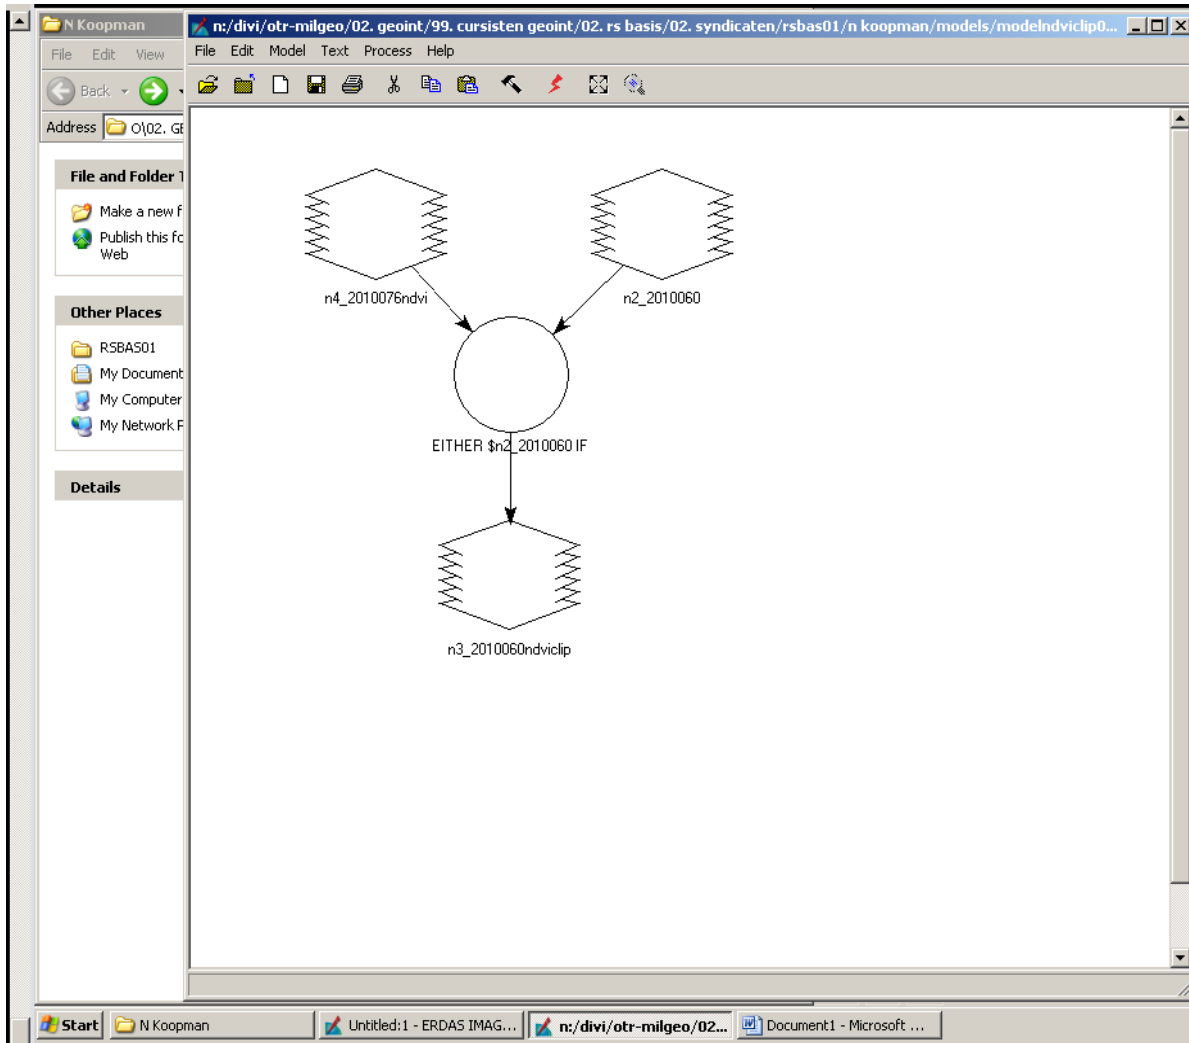 N Koopman
n:/divi/otr-milgeo/02. geoint/99. cursisten geoint/02. rs basis/02. syndicaten/rsbas01/n koopman/models/modelndviclip0...
File Edit View
File Edit Model Text Process Help
Back
Address O\02. GE
File and Folder T
Make a new f
Publish this fo
Web
Other Places
RSBAS01
My Document
My Computer
My Network P
Details
n4_2010076ndvi
n2_2010060
EITHER $n2_2010060 IF
n3_2010060ndviclip
Start
N Koopman
Untitled:1 - ERDAS IMAG...
n:/divi/otr-milgeo/02...
Document1 - Microsoft ...